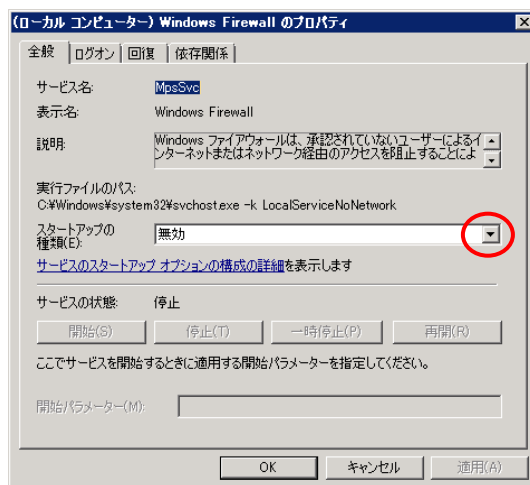 (ローカル コンピューター) Windows Firewall のプロパティ
全般 ログオン 回復 依存関係
サービス名: MpsSvc
表示名: Windows Firewall
説明: Windows ファイアウォールは、承認されていないユーザーによるイ
ンターネットまたはネットワーク経由のアクセスを阻止することによ
実行ファイルのパス:
C:¥Windows¥system32¥svchost.exe -k LocalServiceNoNetwork
スタートアップの
種類(E): 無効
サービスのスタートアップ オプションの構成の詳細を表示します
サービスの状態: 停止
開始(S) 停止(T) 一時停止(P) 再開(R)
ここでサービスを開始するときに適用する開始パラメーターを指定してください。
開始パラメーター(M):
OK キャンセル 適用(A)